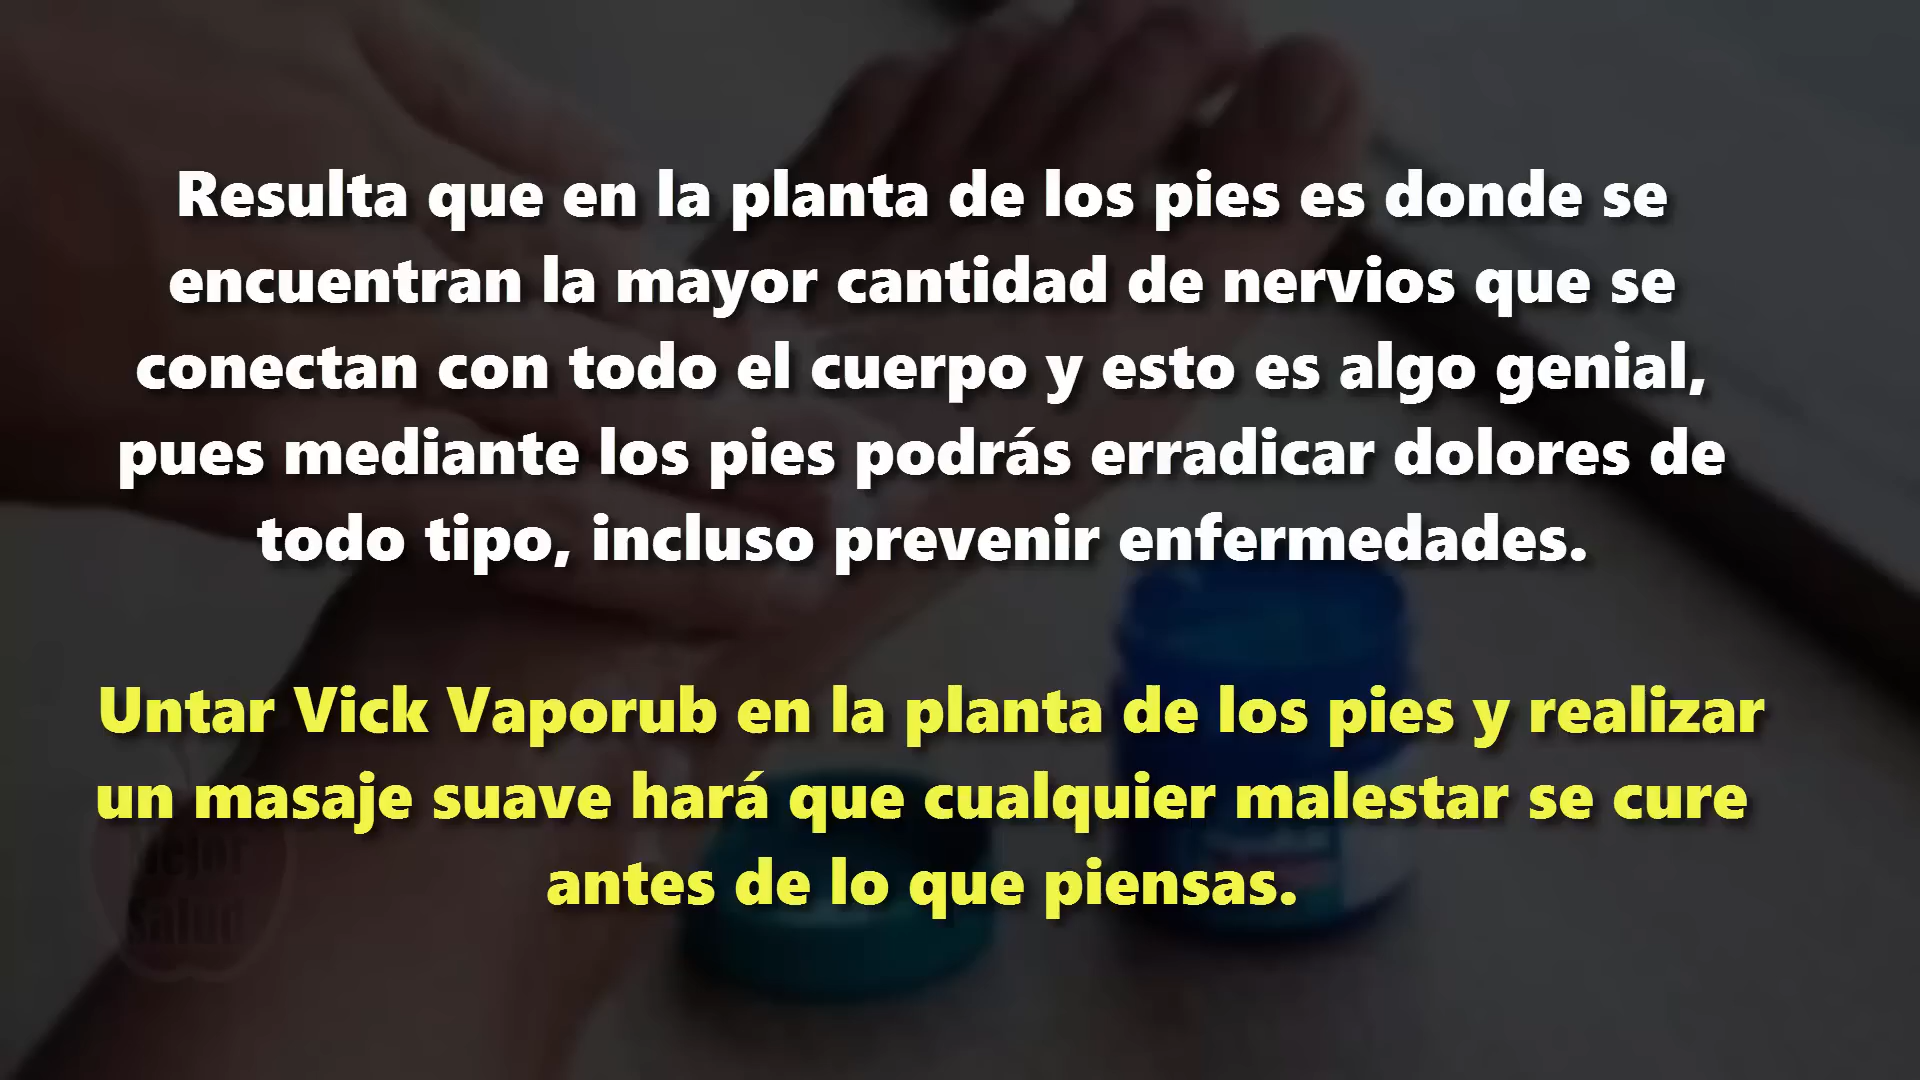 Resulta que en la planta de los pies es donde se
encuentran la mayor cantidad de nervios que se
conectan con todo el cuerpo y esto es algo genial,
pues mediante los pies podrás erradicar dolores de
todo tipo, incluso prevenir enfermedades.
Untar Vick Vaporub en la planta de los pies y realizar
un masaje suave hará que cualquier malestar se cure
antes de lo que piensas.
Mejor
Salud